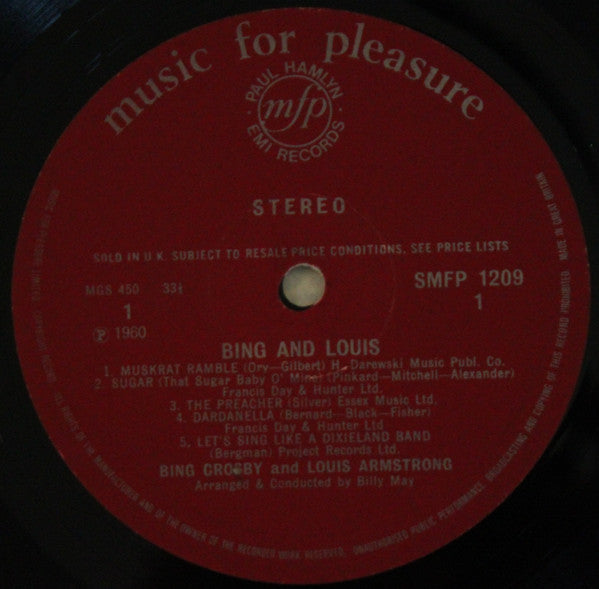 music for pleasure
PAUL HAMLYN
mfp
EMI RECORDS
STEREO
SOLD IN U.K. SUBJECT TO RESALE PRICE CONDITIONS, SEE PRICE LISTS
MGS 450 33⅓
SMFP 1209
1
1
℗ 1960
BING AND LOUIS
1. MUSKRAT RAMBLE (Ory—Gilbert) H. Darewski Music Publ. Co.
2. SUGAR (That Sugar Baby O' Mine) (Pinkard—Mitchell—Alexander)
Francis Day & Hunter Ltd.
3. THE PREACHER (Silver) Essex Music Ltd.
4. DARDANELLA (Bernard—Black—Fisher)
Francis Day & Hunter Ltd
5. LET'S SING LIKE A DIXIELAND BAND
(Bergman) Project Records Ltd.
BING CROSBY and LOUIS ARMSTRONG
Arranged & Conducted by Billy May
ALL RIGHTS OF THE MANUFACTURER AND OF THE OWNER OF THE RECORDED WORK RESERVED. UNAUTHORISED PUBLIC PERFORMANCE, BROADCASTING AND COPYING OF THIS RECORD PROHIBITED. MADE IN GREAT BRITAIN